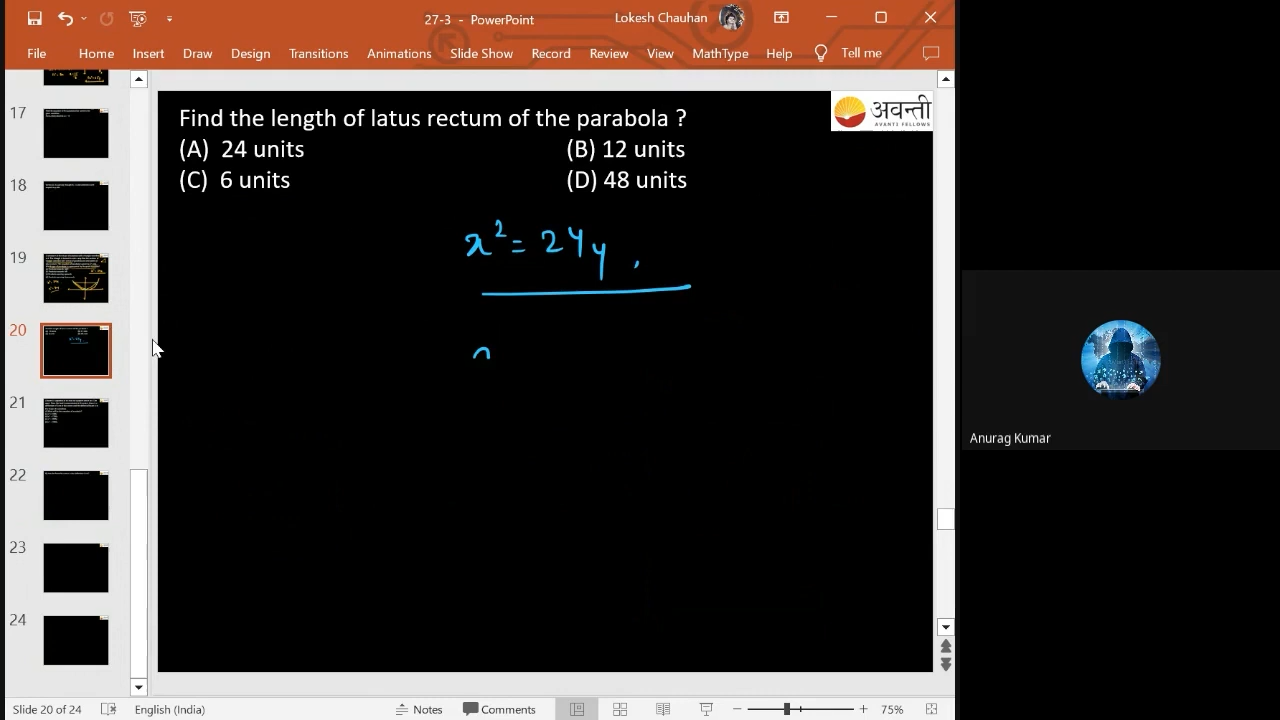 27-3 - PowerPoint
Lokesh Chauhan
File Home Insert Draw Design Transitions Animations Slide Show Record Review View MathType Help Tell me
17
18
19
20
21
22
23
24
Find the length of latus rectum of the parabola ?
(A) 24 units (B) 12 units
(C) 6 units (D) 48 units
अवन्ती
AVANTI FELLOWS
x² = 24y,
Anurag Kumar
Slide 20 of 24 English (India) Notes Comments 75%